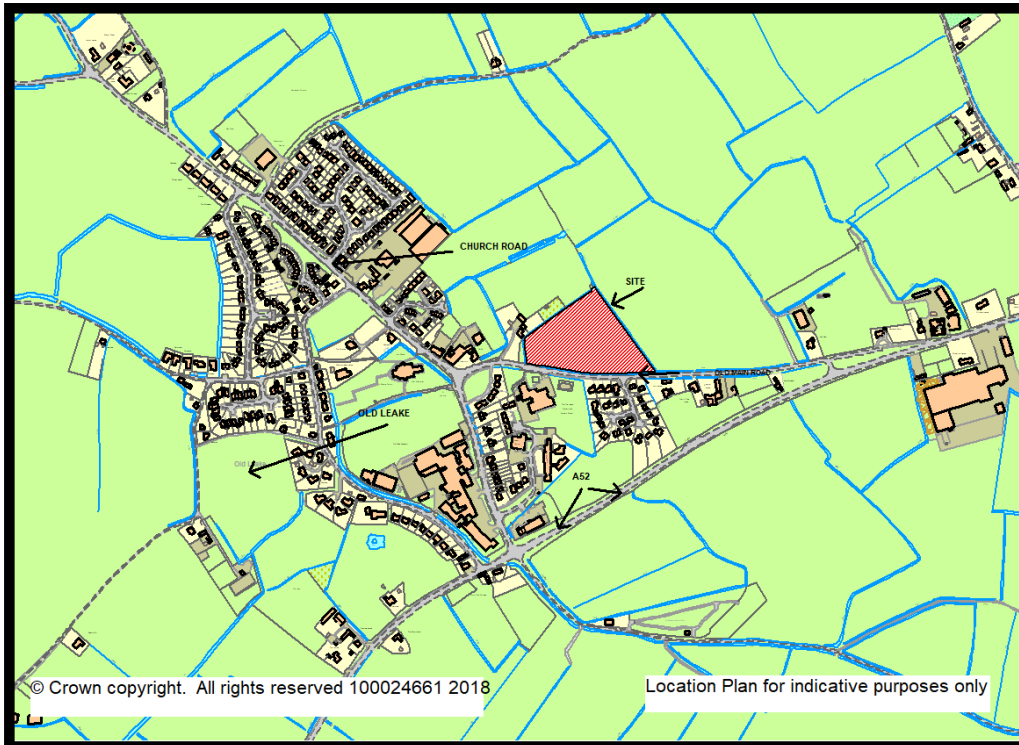 CHURCH ROAD
SITE
OLD MAIN ROAD
OLD LEAKE
A52
© Crown copyright. All rights reserved 100024661 2018
Location Plan for indicative purposes only